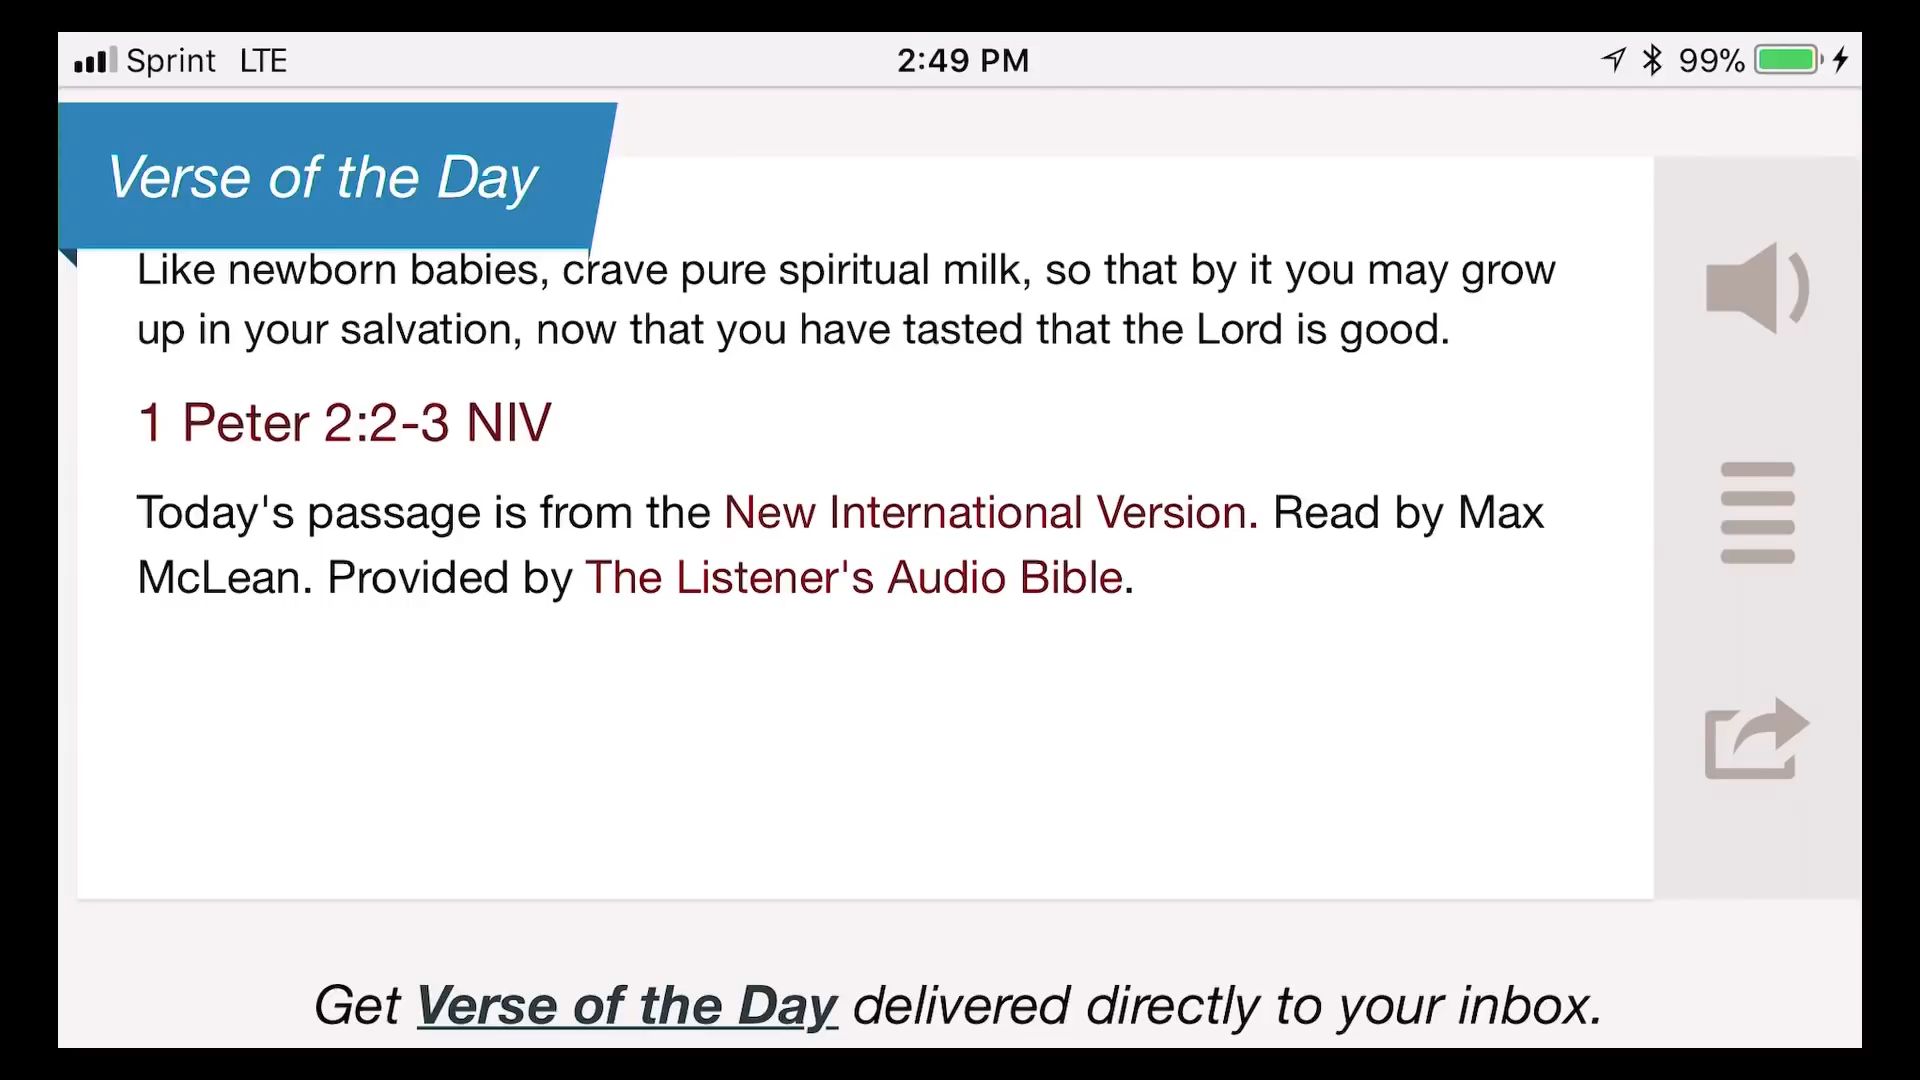 Sprint LTE 2:49 PM 99%
Verse of the Day
Like newborn babies, crave pure spiritual milk, so that by it you may grow
up in your salvation, now that you have tasted that the Lord is good.
1 Peter 2:2-3 NIV
Today's passage is from the New International Version. Read by Max
McLean. Provided by The Listener's Audio Bible.
Get Verse of the Day delivered directly to your inbox.